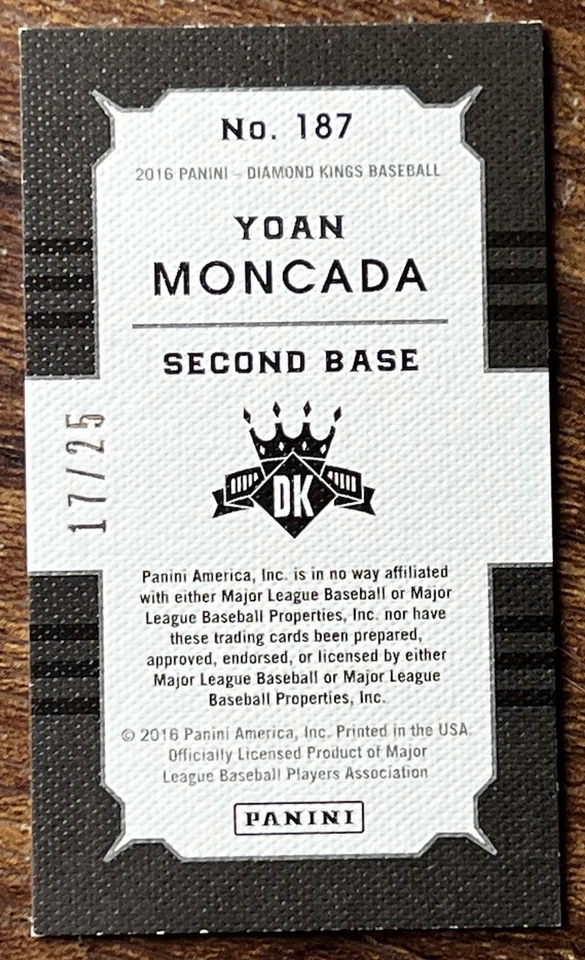 No. 187
2016 PANINI – DIAMOND KINGS BASEBALL
YOAN
MONCADA
SECOND BASE
17/25
DK
Panini America, Inc. is in no way affiliated
with either Major League Baseball or Major
League Baseball Properties, Inc. nor have
these trading cards been prepared,
approved, endorsed, or licensed by either
Major League Baseball or Major League
Baseball Properties, Inc.
© 2016 Panini America, Inc. Printed in the USA.
Officially Licensed Product of Major
League Baseball Players Association
PANINI